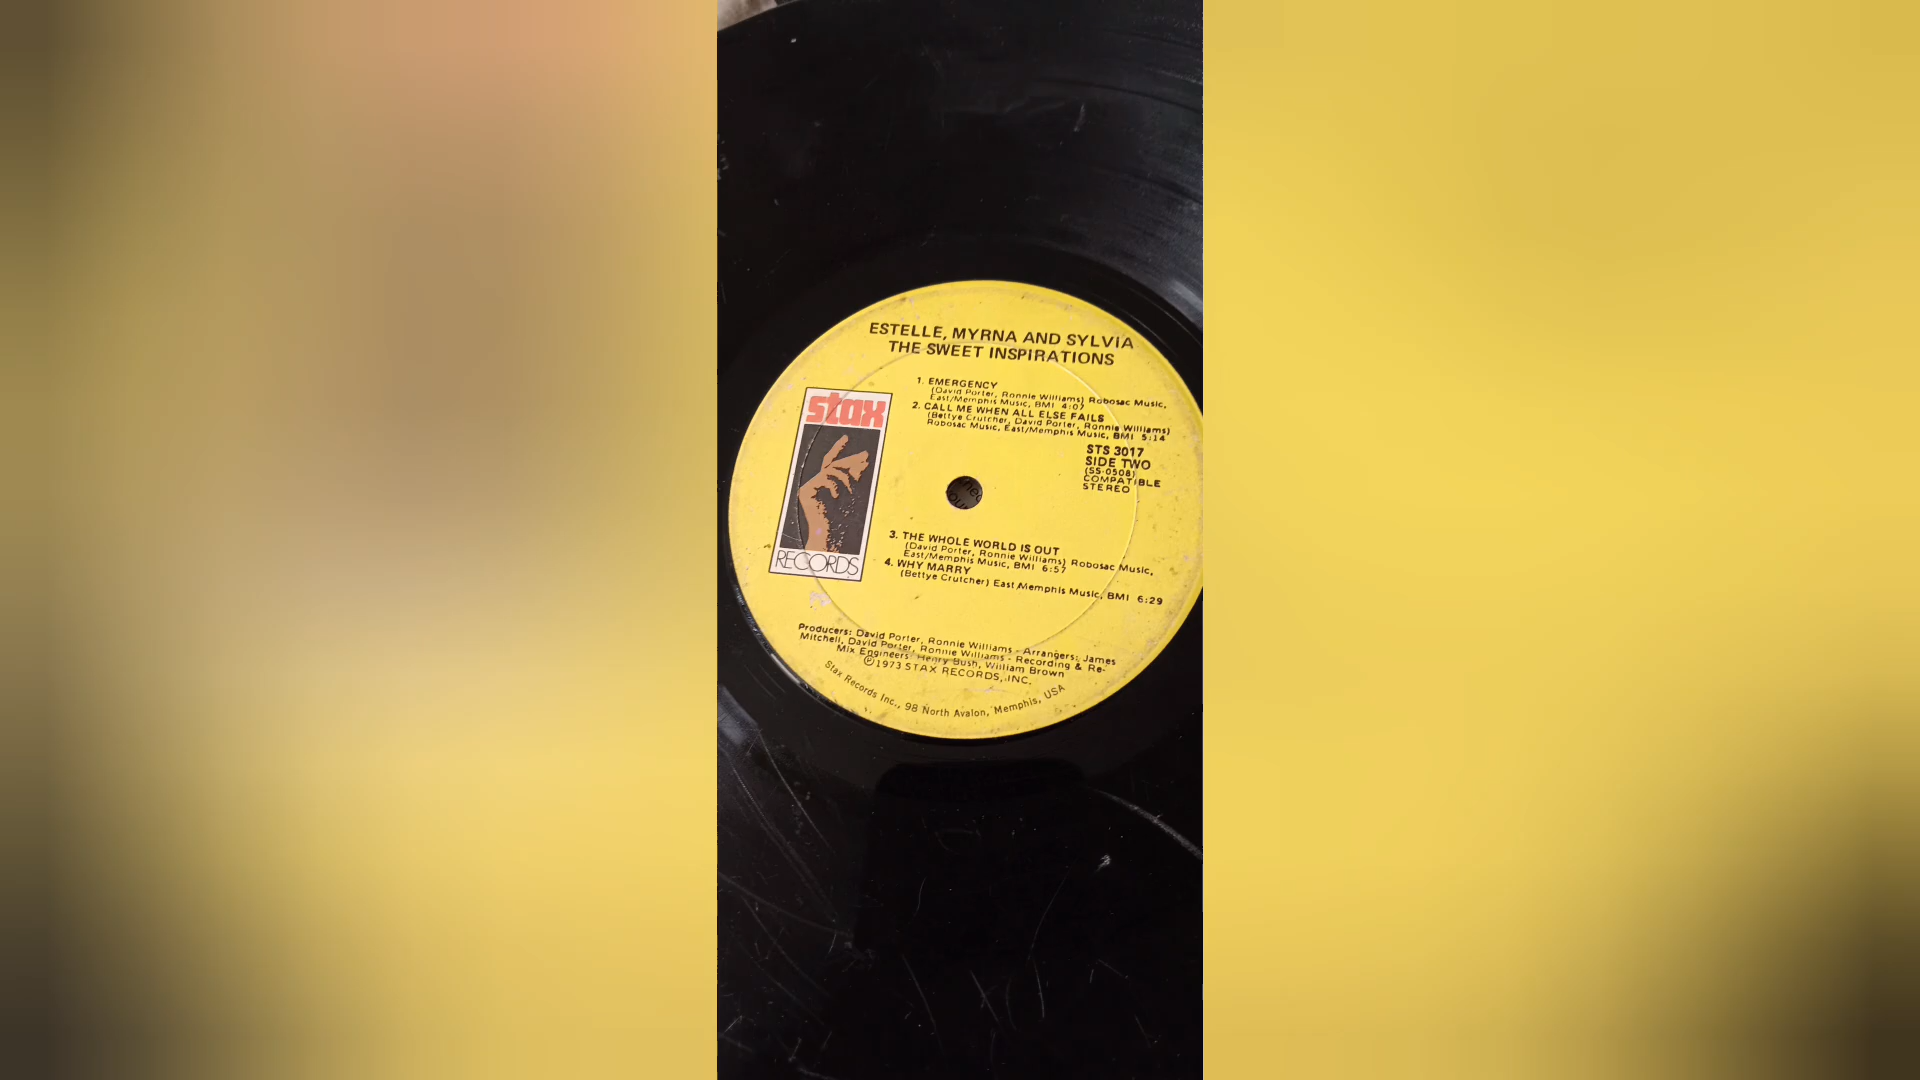 ESTELLE, MYRNA AND SYLVIA
THE SWEET INSPIRATIONS
1. EMERGENCY
(David Porter, Ronnie Williams) Robosac Music,
East/Memphis Music, BMI 4:07
2. CALL ME WHEN ALL ELSE FAILS
(Bettye Crutcher, David Porter, Ronnie Williams)
Robosac Music, East/Memphis Music, BMI 5:14
stax
RECORDS
STS 3017
SIDE TWO
(SS-0508)
COMPATIBLE
STEREO
3. THE WHOLE WORLD IS OUT
(David Porter, Ronnie Williams) Robosac Music,
East/Memphis Music, BMI 6:57
4. WHY MARRY
(Bettye Crutcher) East/Memphis Music, BMI 6:29
Producers: David Porter, Ronnie Williams - Arrangers: James
Mitchell, David Porter, Ronnie Williams - Recording & Re-
Mix Engineers: Henry Bush, William Brown
Ⓟ1973 STAX RECORDS, INC.
Stax Records Inc., 98 North Avalon, Memphis, USA